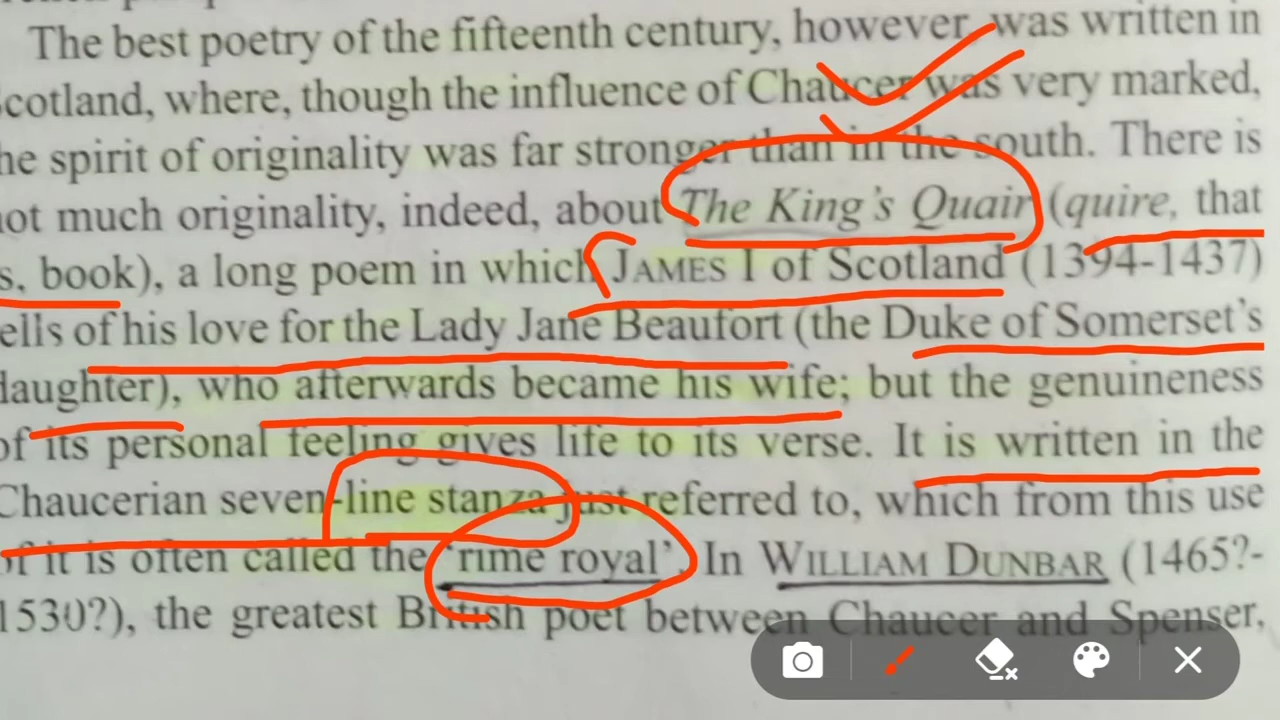 The best poetry of the fifteenth century, however, was written in
cotland, where, though the influence of Chaucer was very marked,
he spirit of originality was far stronger than in the south. There is
ot much originality, indeed, about The King's Quair (quire, that
s, book), a long poem in which JAMES I of Scotland (1394-1437)
ells of his love for the Lady Jane Beaufort (the Duke of Somerset's
daughter), who afterwards became his wife; but the genuineness
of its personal feeling gives life to its verse. It is written in the
Chaucerian seven-line stanza just referred to, which from this use
of it is often called the 'rime royal'. In WILLIAM DUNBAR (1465?-
1530?), the greatest British poet between Chaucer and Spenser,